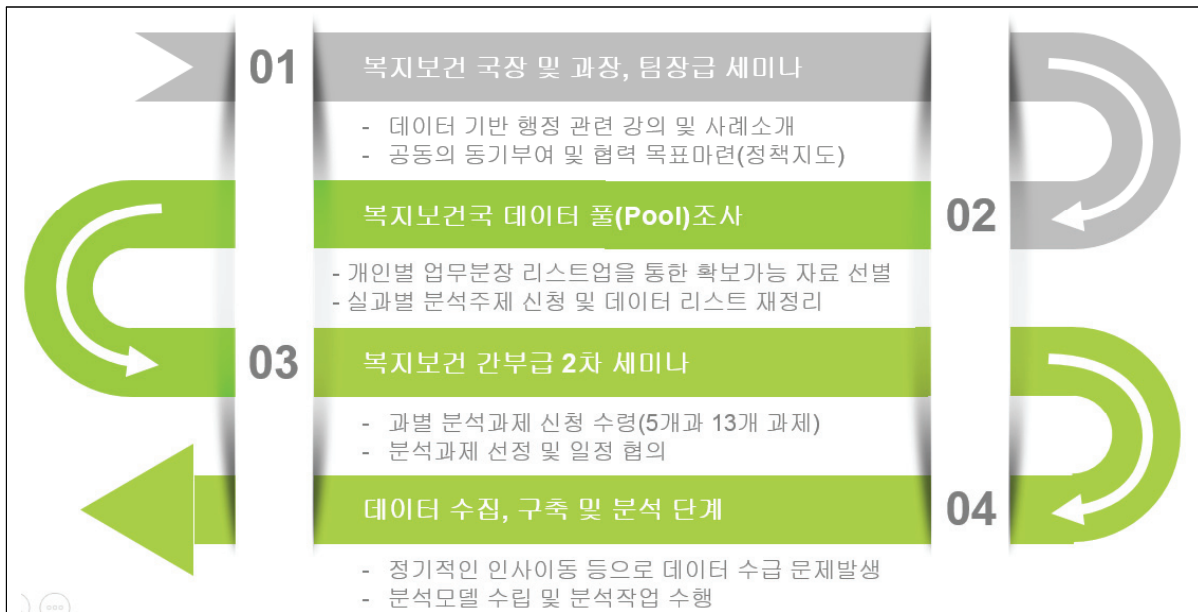 01
복지보건 국장 및 과장, 팀장급 세미나
- 데이터 기반 행정 관련 강의 및 사례소개
- 공동의 동기부여 및 협력 목표마련(정책지도)
복지보건국 데이터 풀(Pool)조사
02
- 개인별 업무분장 리스트업을 통한 확보가능 자료 선별
- 실과별 분석주제 신청 및 데이터 리스트 재정리
03
복지보건 간부급 2차 세미나
- 과별 분석과제 신청 수령(5개과 13개 과제)
- 분석과제 선정 및 일정 협의
데이터 수집, 구축 및 분석 단계
04
- 정기적인 인사이동 등으로 데이터 수급 문제발생
- 분석모델 수립 및 분석작업 수행